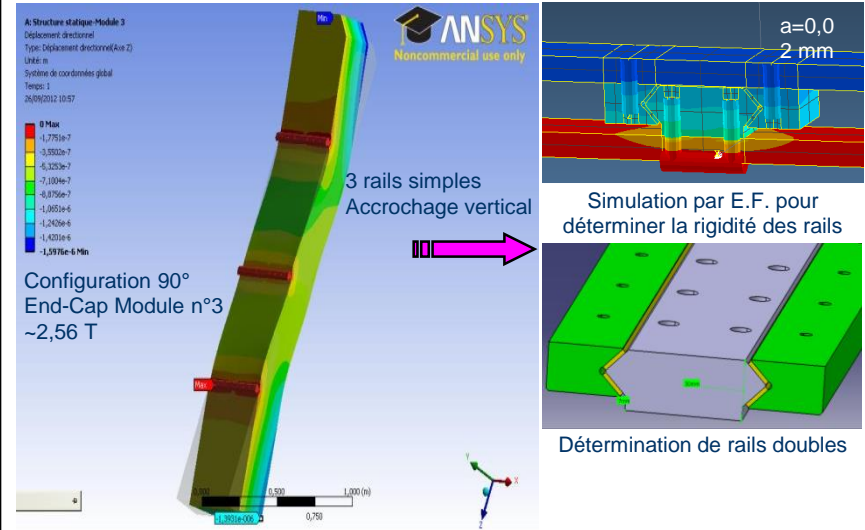 A: Structure statique-Module 3
Déplacement directionnel
Type: Déplacement directionnel(Axe Z)
Unité: m
Système de coordonnées global
Temps: 1
26/09/2012 10:57
0 Max
-1,7751e-7
-3,5502e-7
-5,3253e-7
-7,1004e-7
-8,8756e-7
-1,0651e-6
-1,2426e-6
-1,4201e-6
-1,5976e-6 Min
Configuration 90°
End-Cap Module n°3
~2,56 T
Min
Max
ANSYS
Noncommercial use only
3 rails simples
Accrochage vertical
0,000
0,500
1,000 (m)
0,750
-1,3901e-006
Y
X
Z
a=0,0
2 mm
Simulation par E.F. pour
déterminer la rigidité des rails
Détermination de rails doubles